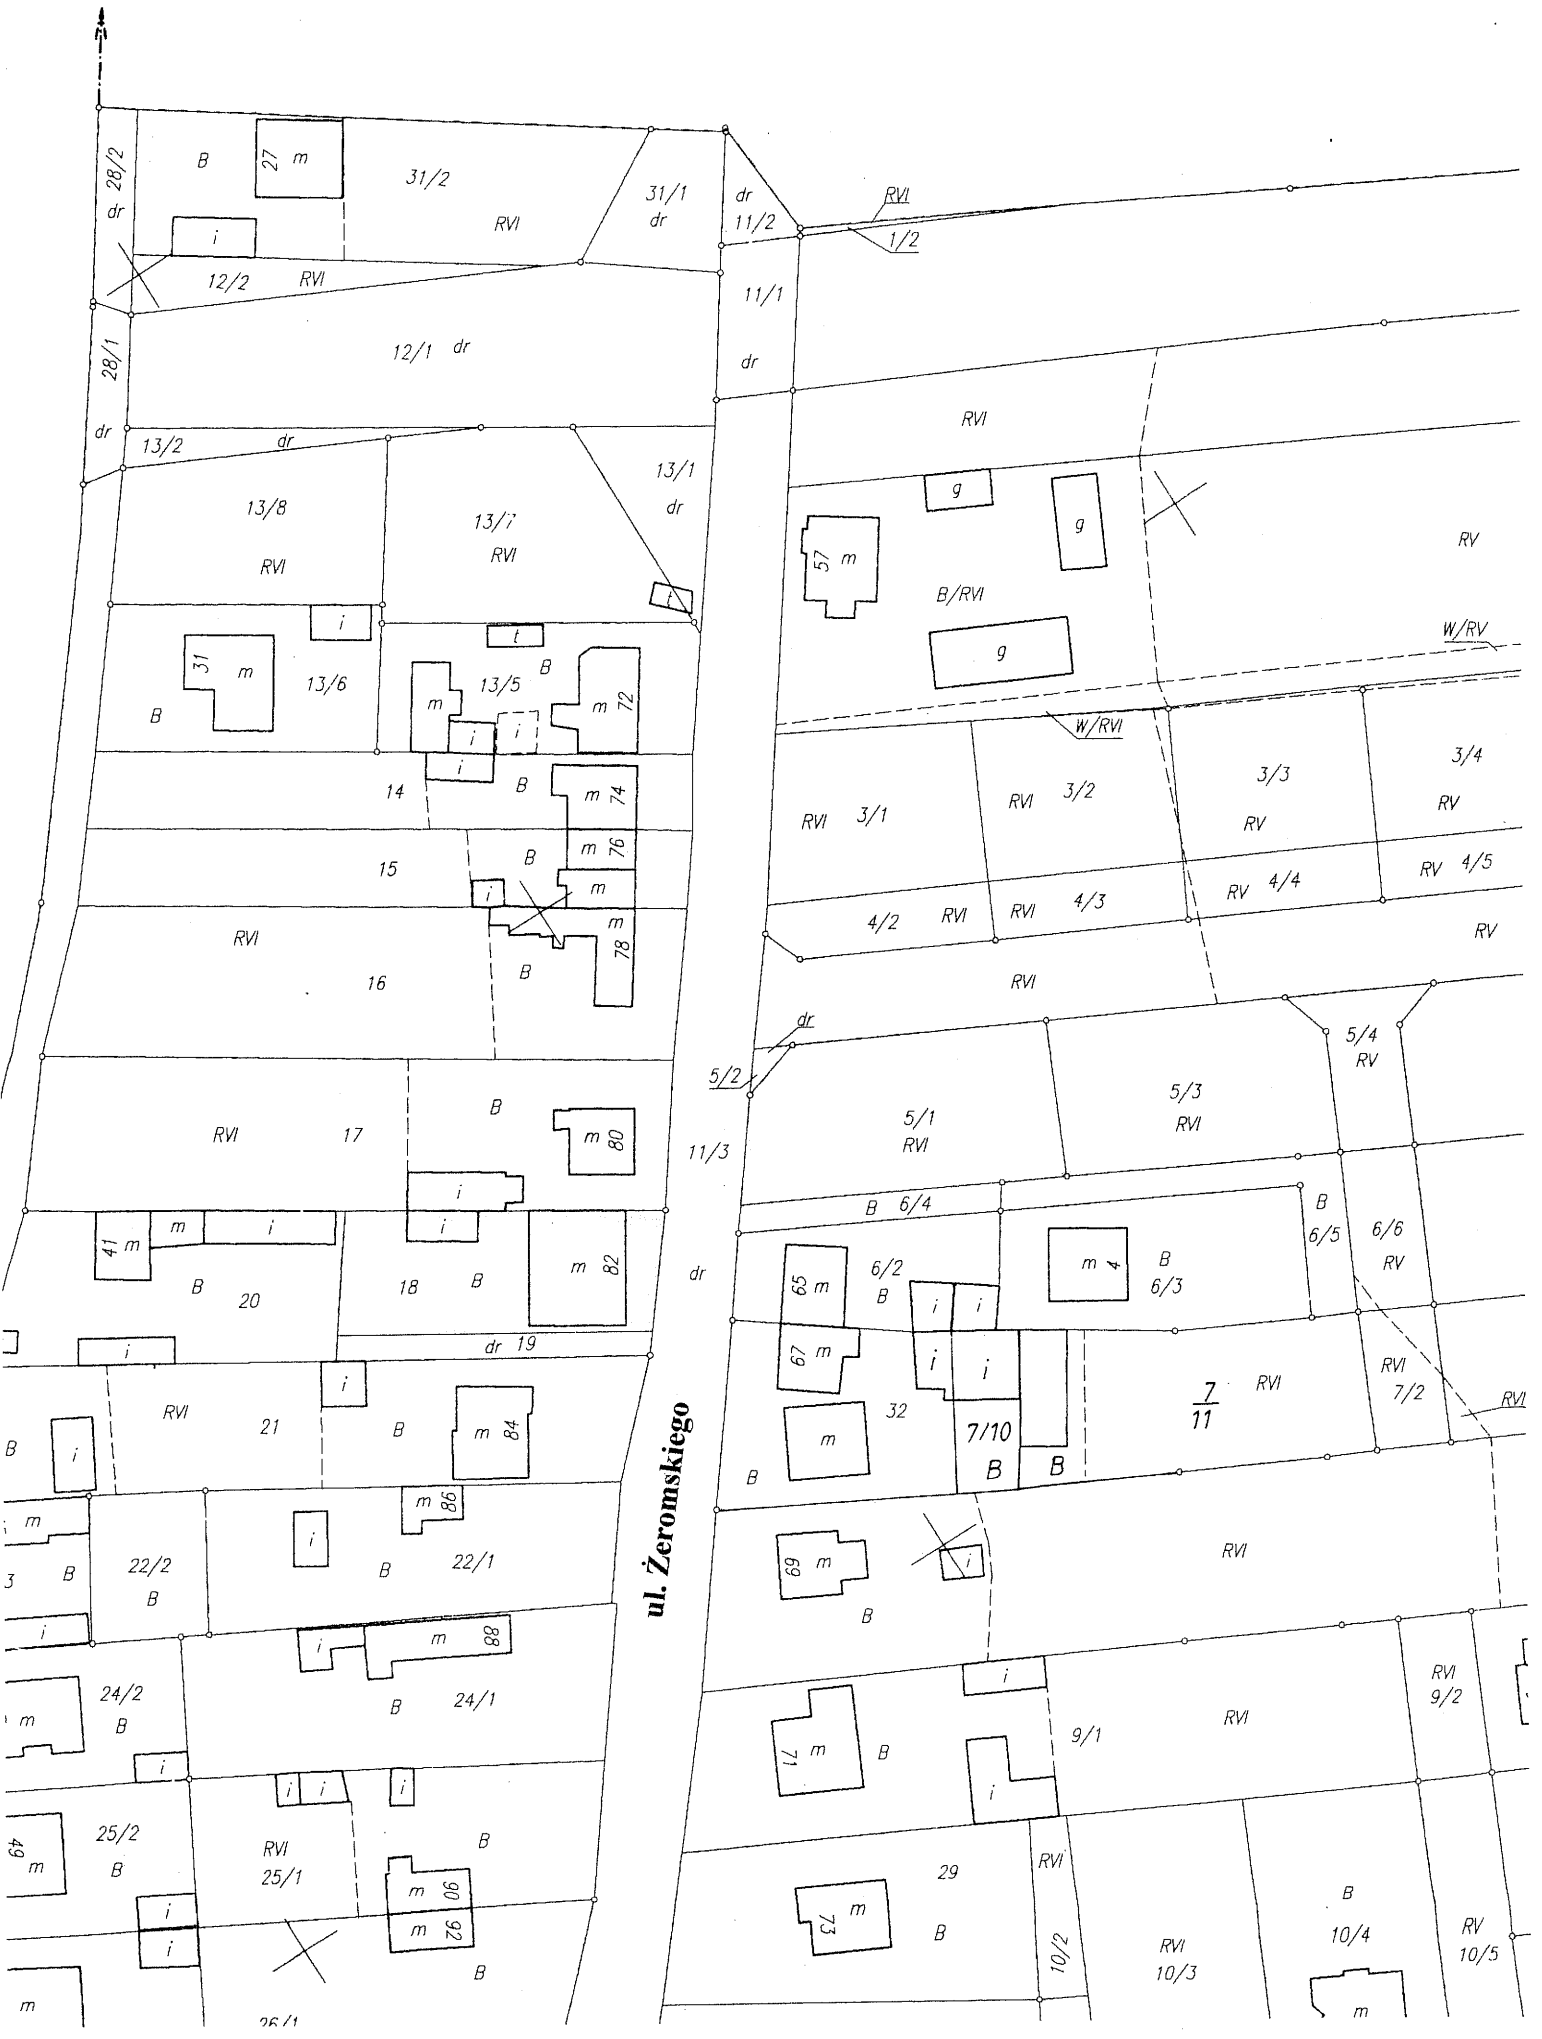 28/2
dr
B
27
m
31/2
RVI
i
31/1
dr
dr
11/2
RVI
1/2
12/2
RVI
11/1
dr
28/1
dr
12/1 dr
13/2
dr
13/8
RVI
13/7
RVI
13/1
dr
t
RVI
g
g
57
m
B/RVI
g
RV
W/RV
W/RVI
31
m
i
13/6
B
t
B
13/5
m
i
i
i
m
72
14
B
m
74
15
B
m
76
i
m
m
78
RVI
16
B
RVI
3/1
RVI
3/2
3/3
RV
3/4
RV
4/2
RVI
RVI
4/3
RV
4/4
RV
4/5
RVI
RV
dr
5/2
5/1
RVI
5/3
RVI
5/4
RV
RVI
17
B
m
80
i
11/3
dr
B
6/4
41
m
m
i
B
20
i
18
i
B
m
82
dr 19
65
m
6/2
B
i
i
m
4
B
6/3
B
6/5
6/6
RV
67
m
i
i
m
32
B
7/10
B
B
7
11
RVI
RVI
7/2
RVI
B
i
RVI
21
i
B
m
84
ul. Żeromskiego
m
3
B
i
22/2
B
i
m
86
B
22/1
69
m
i
B
RVI
24/2
B
m
i
i
m
88
B
24/1
71
m
B
i
i
9/1
RVI
RVI
9/2
49
m
25/2
B
i
i
i
i
i
RVI
25/1
B
m
90
m
92
B
m
26/1
73
m
29
B
RVI
10/2
RVI
10/3
B
10/4
m
RV
10/5